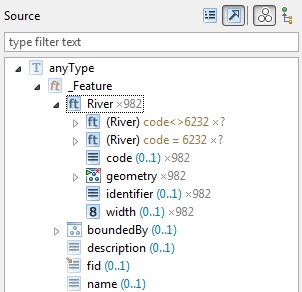 Source
type filter text
T anyType
ft _Feature
ft River ×982
ft (River) code<>6232 ×?
ft (River) code = 6232 ×?
code (0..1) ×982
geometry (0..1) ×982
identifier (0..1) ×982
8 width (0..1) ×982
boundedBy (0..1)
description (0..1)
fid (0..1)
name (0..1)